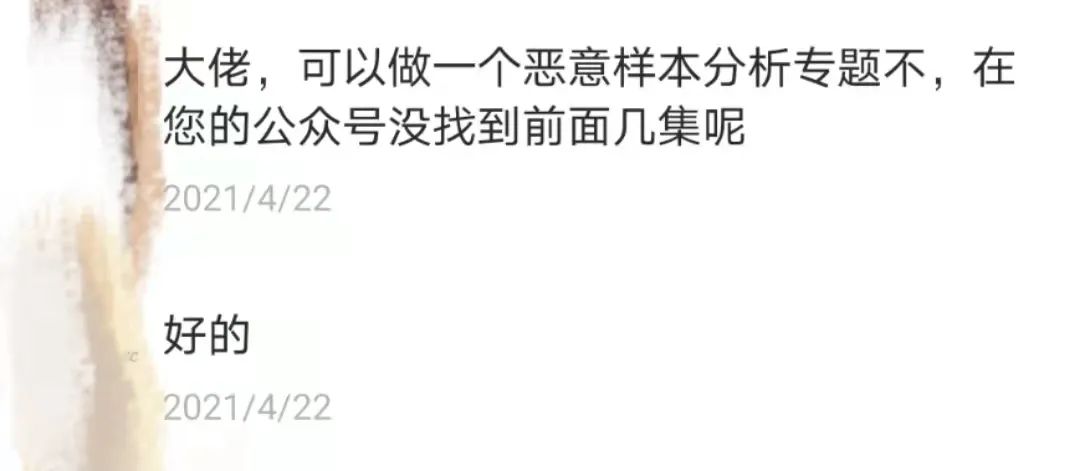 大佬，可以做一个恶意样本分析专题不，在
您的公众号没找到前面几集呢
2021/4/22
好的
2021/4/22